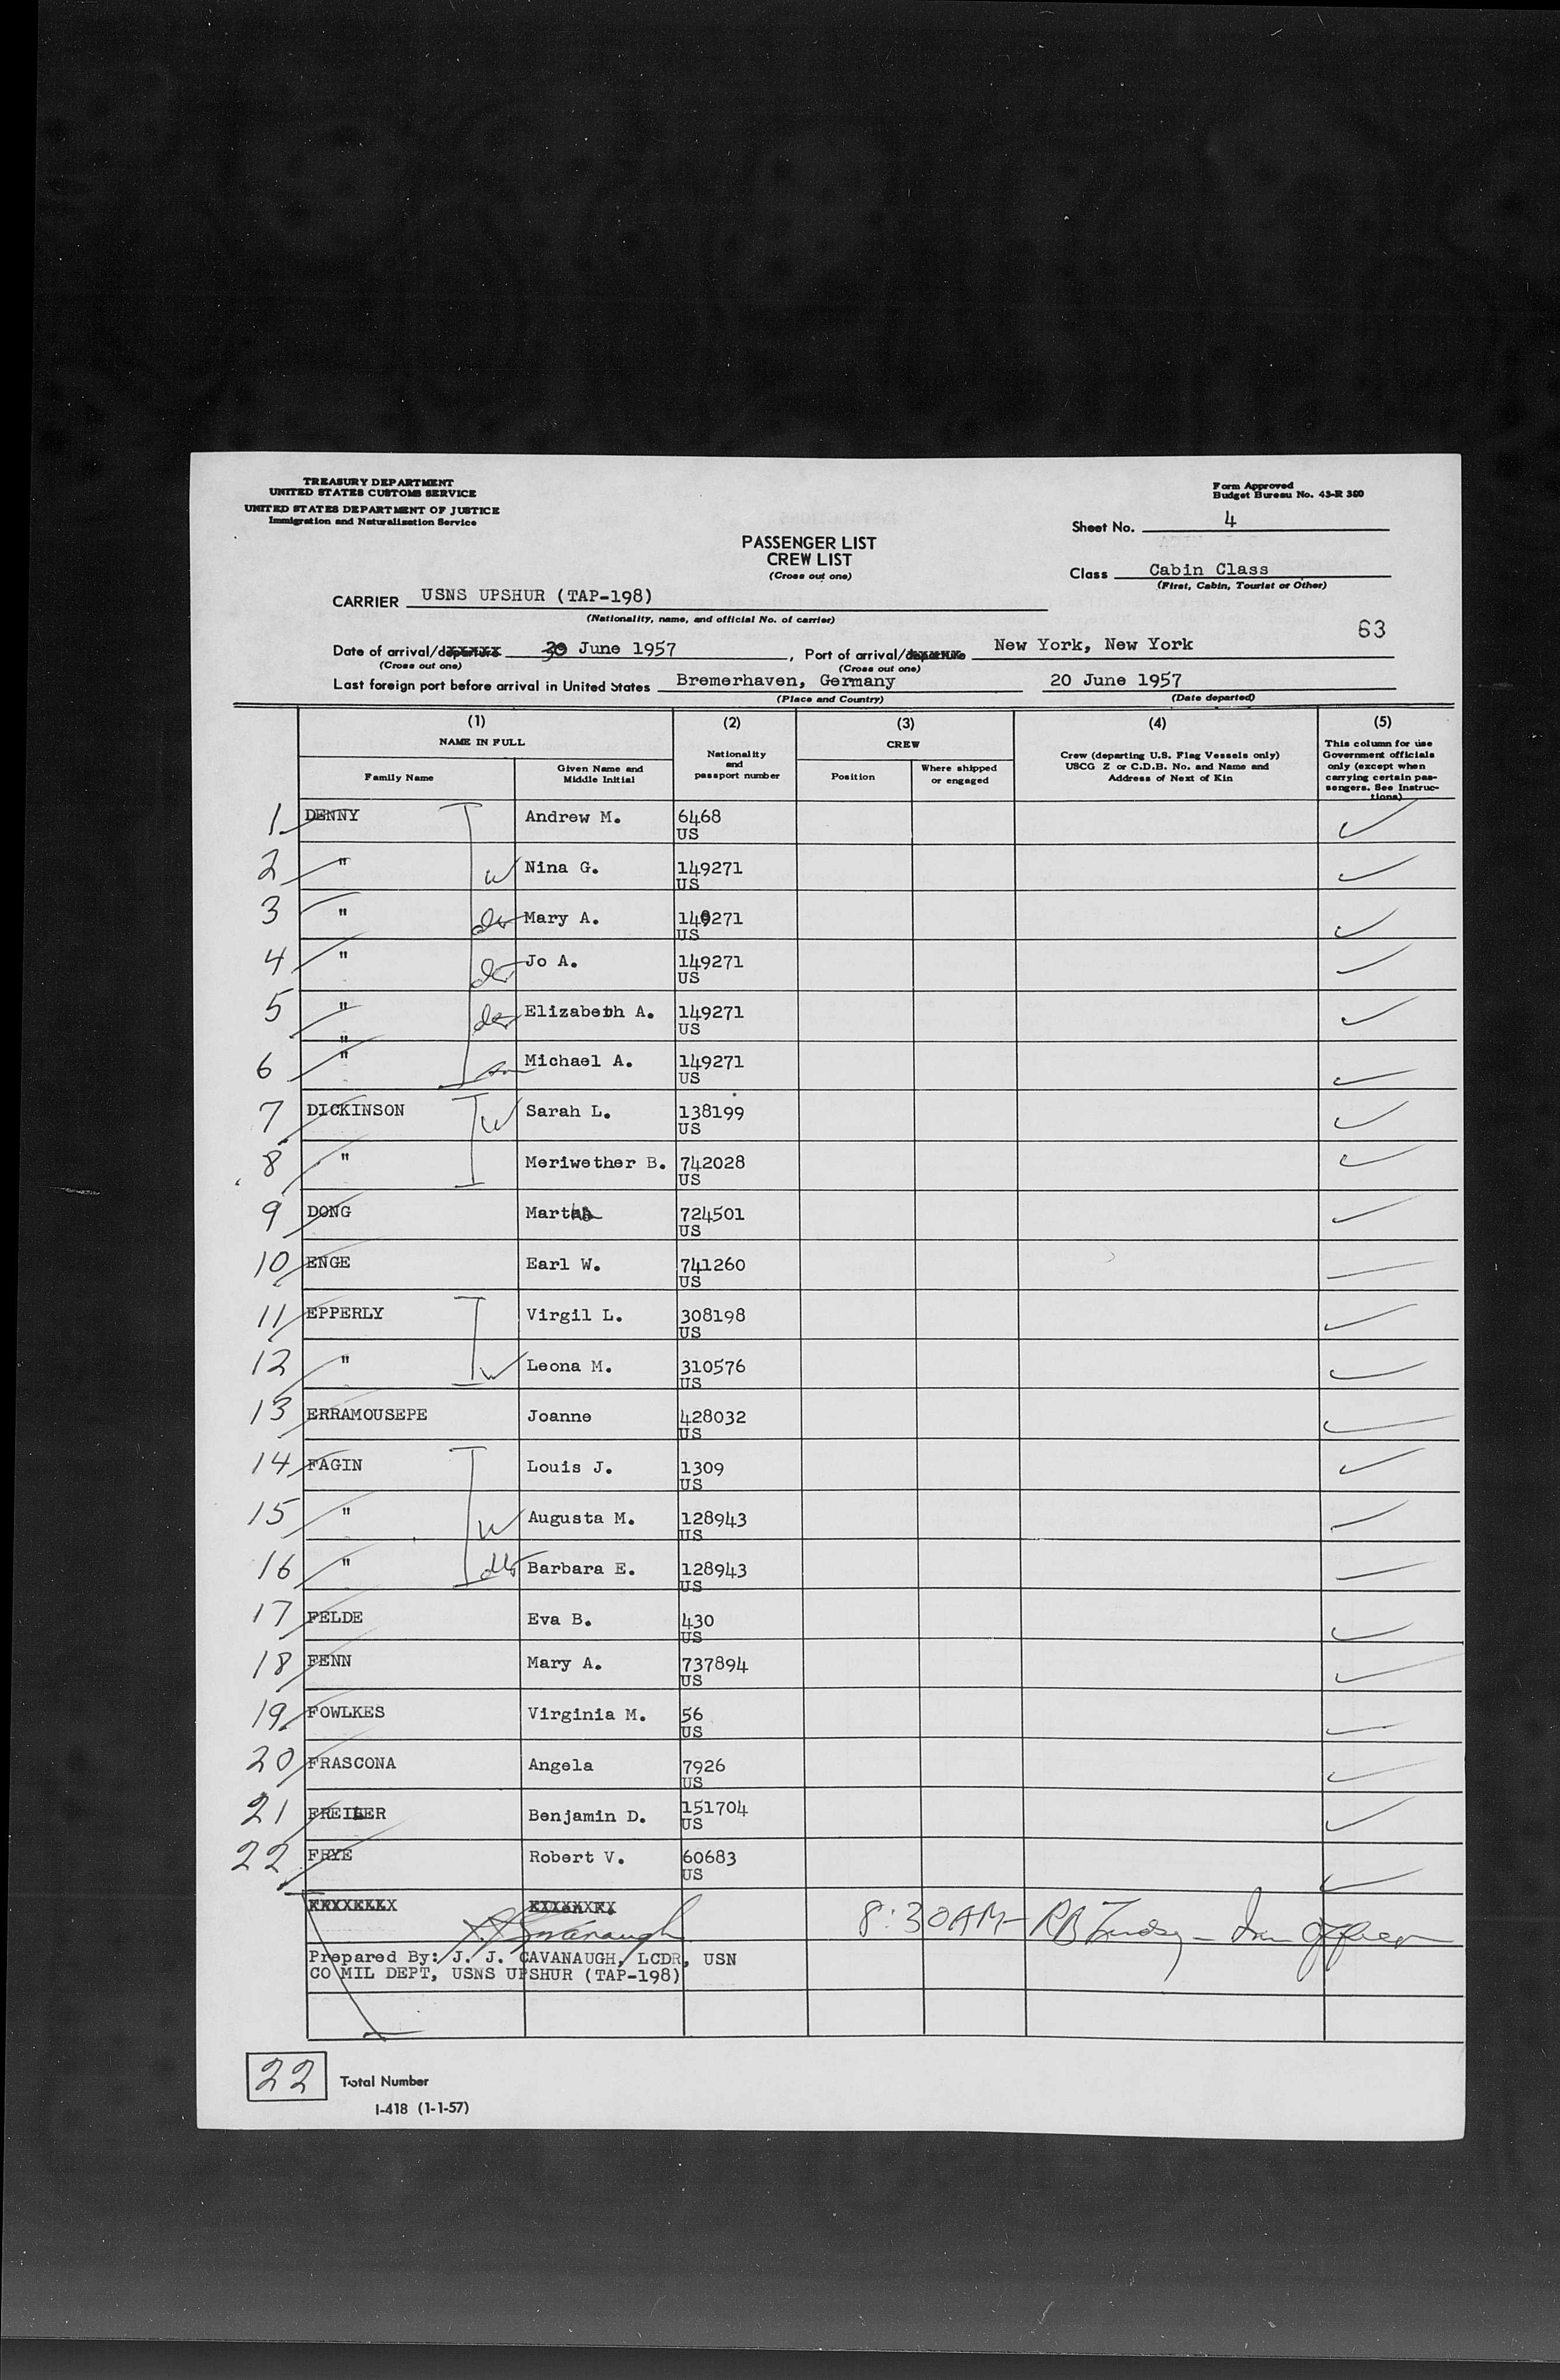 TREASURY DEPARTMENT
UNITED STATES CUSTOMS SERVICE
UNITED STATES DEPARTMENT OF JUSTICE
Immigration and Naturalization Service
Form Approved
Budget Bureau No. 43-R 380
Sheet No. 4
PASSENGER LIST
CREW LIST
(Cross out one)
Class Cabin Class
(First, Cabin, Tourist or Other)
CARRIER USNS UPSHUR (TAP-198)
(Nationality, name, and official No. of carrier)
63
Date of arrival/departure 30 June 1957, Port of arrival/departure New York, New York
(Cross out one) (Cross out one)
Last foreign port before arrival in United States Bremerhaven, Germany 20 June 1957
(Place and Country) (Date departed)
(1) (2) (3) (4) (5)
NAME IN FULL
Family Name
Given Name and Middle Initial
Nationality and passport number
CREW
Position
Where shipped or engaged
Crew (departing U.S. Flag Vessels only)
USCG Z or C.D.B. No. and Name and
Address of Next of Kin
This column for use
Government officials
only (except when
carrying certain pas-
sengers. See Instruc-
tions)
1 DENNY Andrew M. 6468
US
2 " w Nina G. 149271
US
3 " Mary A. 149271
US
4 " Jo A. 149271
US
5 " Elizabeth A. 149271
US
"
6 " Michael A. 149271
US
7 DICKINSON w Sarah L. 138199
US
8 " Meriwether B. 742028
US
9 DONG Martha 724501
US
10 ENGE Earl W. 741260
US
11 EPPERLY Virgil L. 308198
US
12 " w Leona M. 310576
US
13 ERRAMOUSEPE Joanne 428032
US
14 FAGIN Louis J. 1309
US
15 " w Augusta M. 128943
US
16 " Barbara E. 128943
US
17 FELDE Eva B. 430
US
18 FENN Mary A. 737894
US
19 FOWLKES Virginia M. 56
US
20 FRASCONA Angela 7926
US
21 FREILER Benjamin D. 151704
US
22 FRYE Robert V. 60683
US
8:30AM - RB
Prepared By: J. J. CAVANAUGH, LCDR, USN
CO MIL DEPT, USNS UPSHUR (TAP-198)
22 Total Number
I-418 (1-1-57)